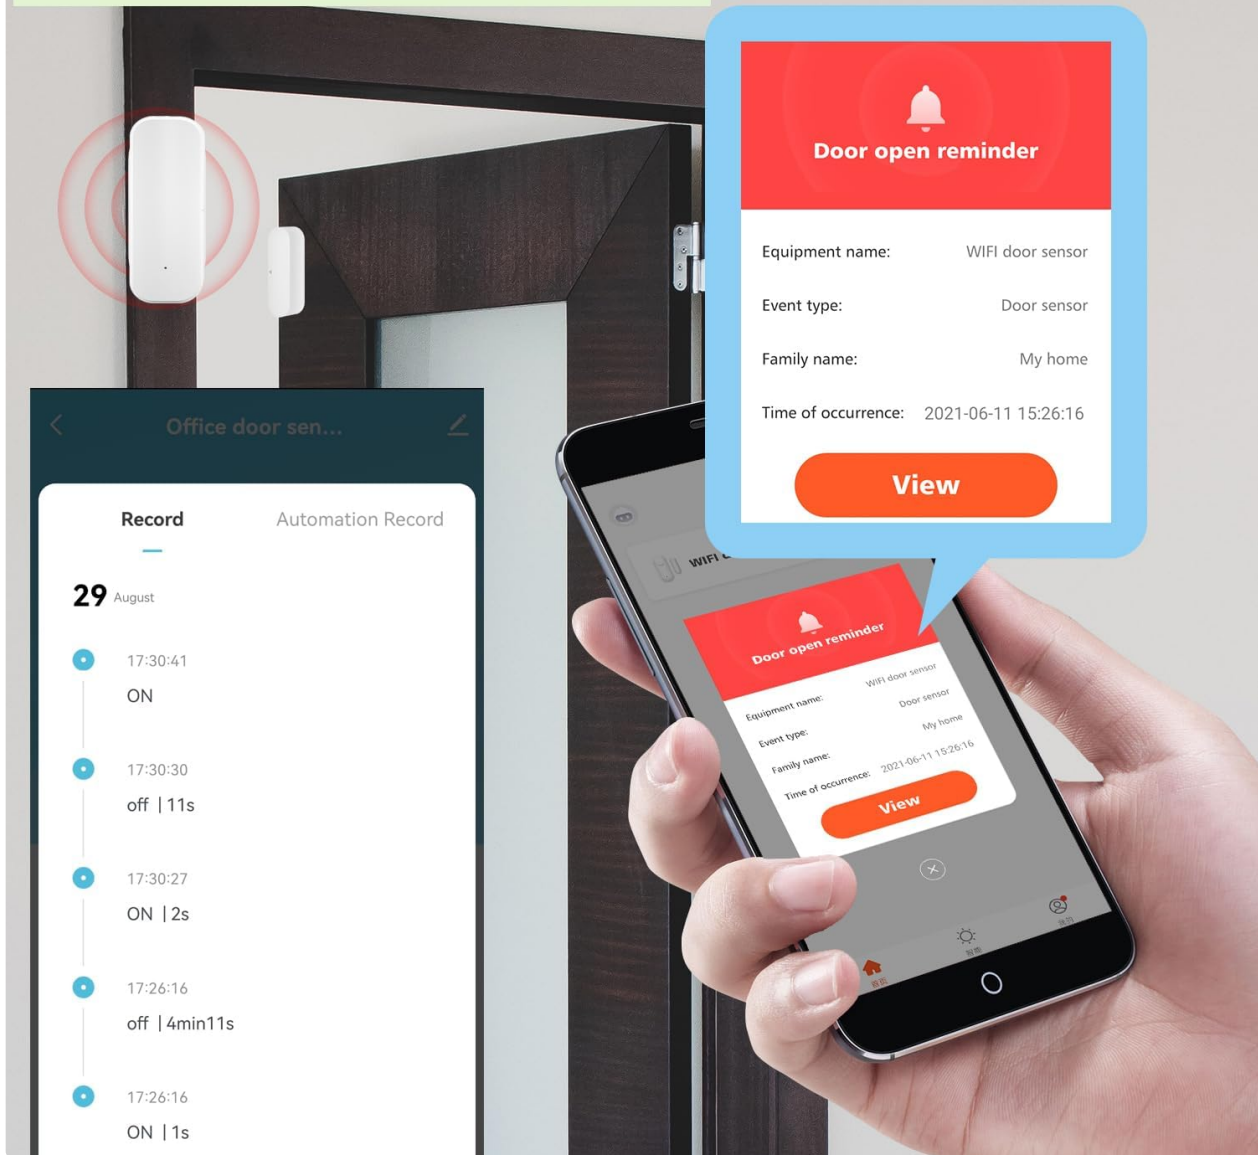 Door open reminder
Equipment name: WIFI door sensor
Event type: Door sensor
Family name: My home
Time of occurrence: 2021-06-11 15:26:16
View
Office door sen...
Record Automation Record
29 August
17:30:41
ON
17:30:30
off | 11s
17:30:27
ON | 2s
17:26:16
off | 4min11s
17:26:16
ON | 1s
WIFI
Door open reminder
Equipment name: WIFI door sensor
Event type: Door sensor
Family name: My home
Time of occurrence: 2021-06-11 15:26:16
View